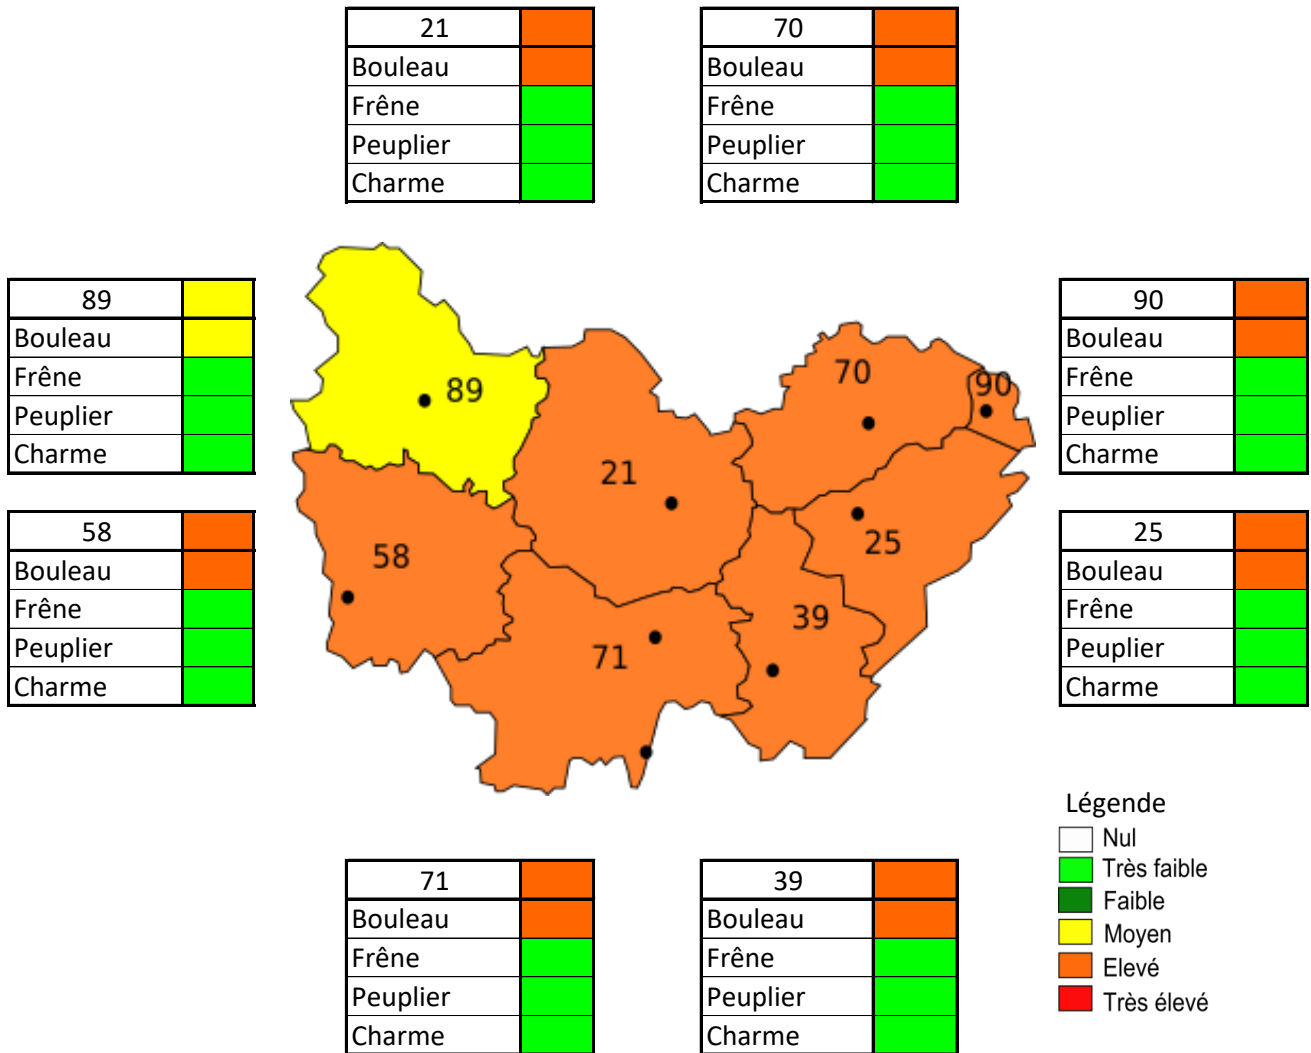 21
Bouleau
Frêne
Peuplier
Charme
70
Bouleau
Frêne
Peuplier
Charme
89
Bouleau
Frêne
Peuplier
Charme
58
Bouleau
Frêne
Peuplier
Charme
89
21
70
90
58
25
71
39
90
Bouleau
Frêne
Peuplier
Charme
25
Bouleau
Frêne
Peuplier
Charme
71
Bouleau
Frêne
Peuplier
Charme
39
Bouleau
Frêne
Peuplier
Charme
Légende
Nul
Très faible
Faible
Moyen
Elevé
Très élevé